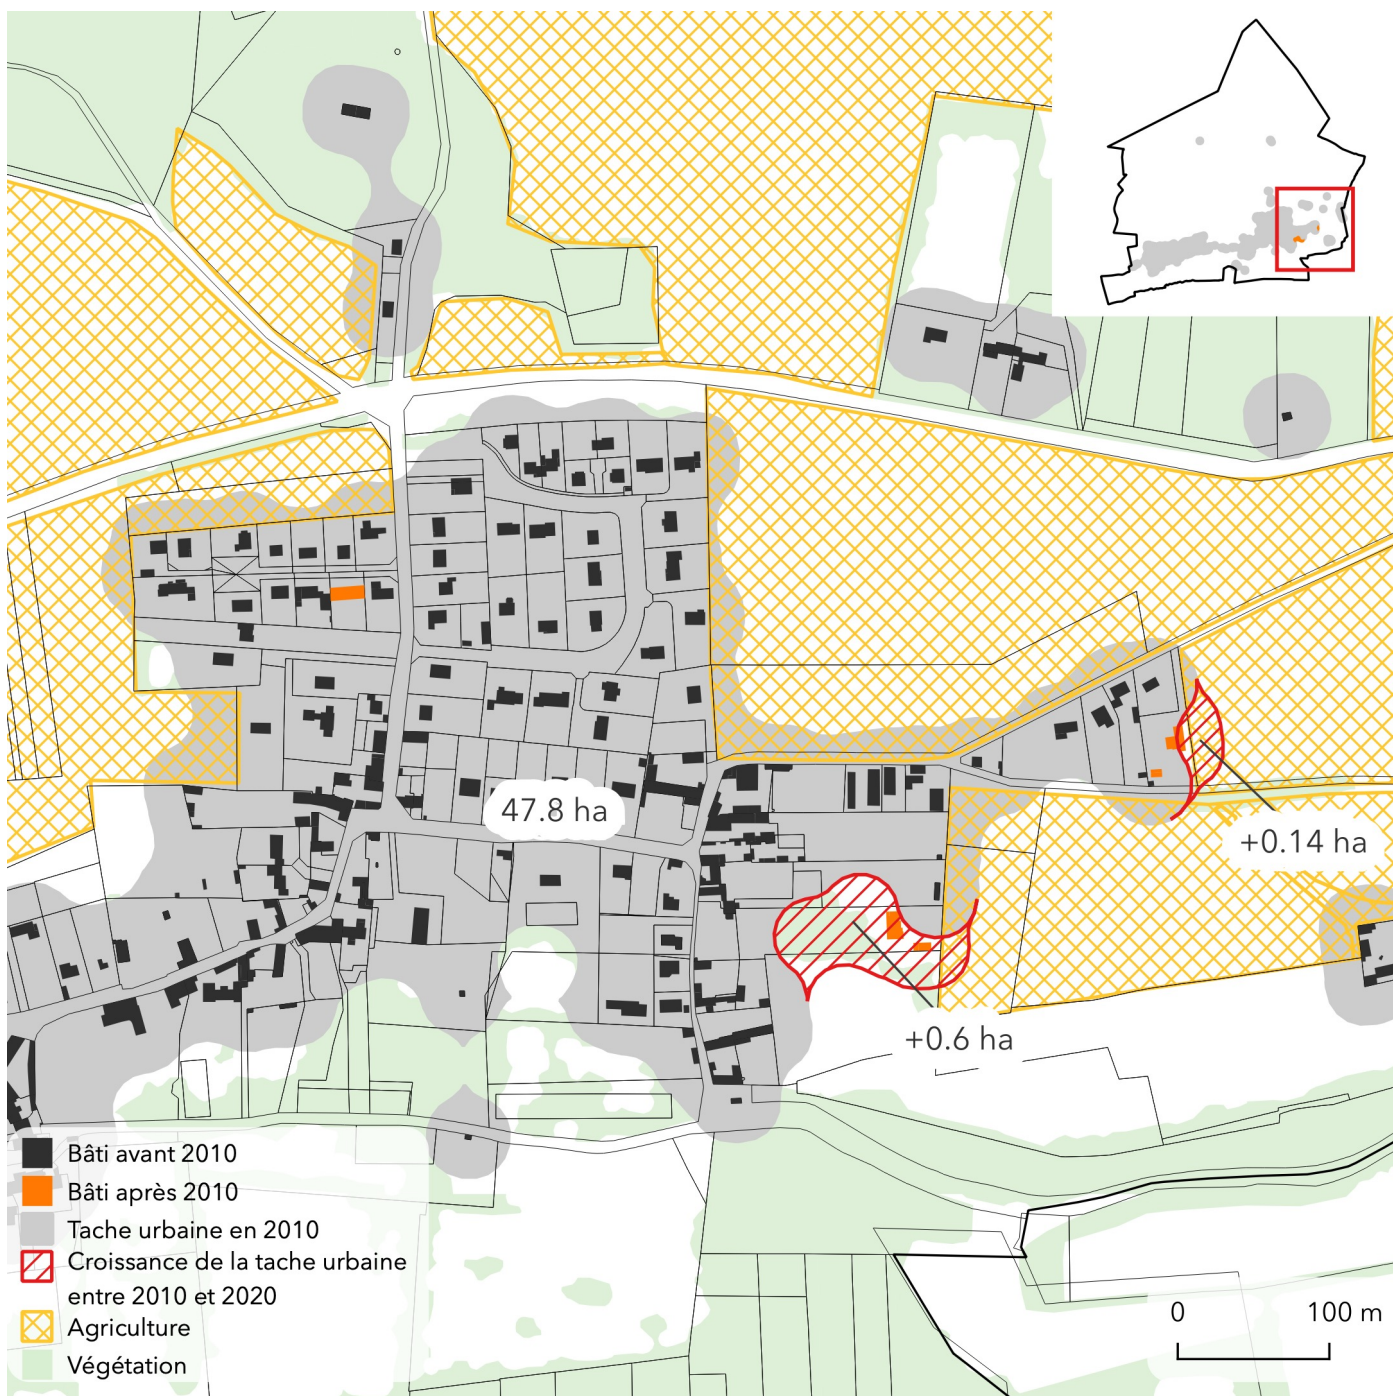 47.8 ha
+0.14 ha
+0.6 ha
Bâti avant 2010
Bâti après 2010
Tache urbaine en 2010
Croissance de la tache urbaine
entre 2010 et 2020
Agriculture
Végétation
0 100 m